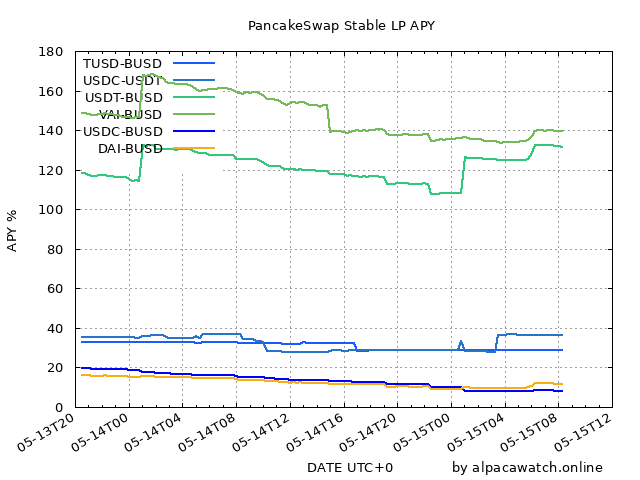 PancakeSwap Stable LP APY
180
160
140
120
100
80
60
40
20
0
APY %
TUSD-BUSD
USDC-USDT
USDT-BUSD
VAI-BUSD
USDC-BUSD
DAI-BUSD
05-13T20
05-14T00
05-14T04
05-14T08
05-14T12
05-14T16
05-14T20
05-15T00
05-15T04
05-15T08
05-15T12
DATE UTC+0
by alpacawatch.online